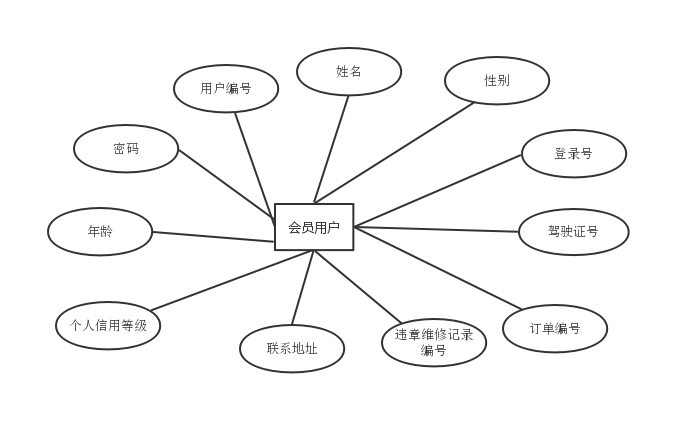 姓名
用户编号
性别
密码
登录号
年龄
会员用户
驾驶证号
个人信用等级
订单编号
联系地址
违章维修记录
编号